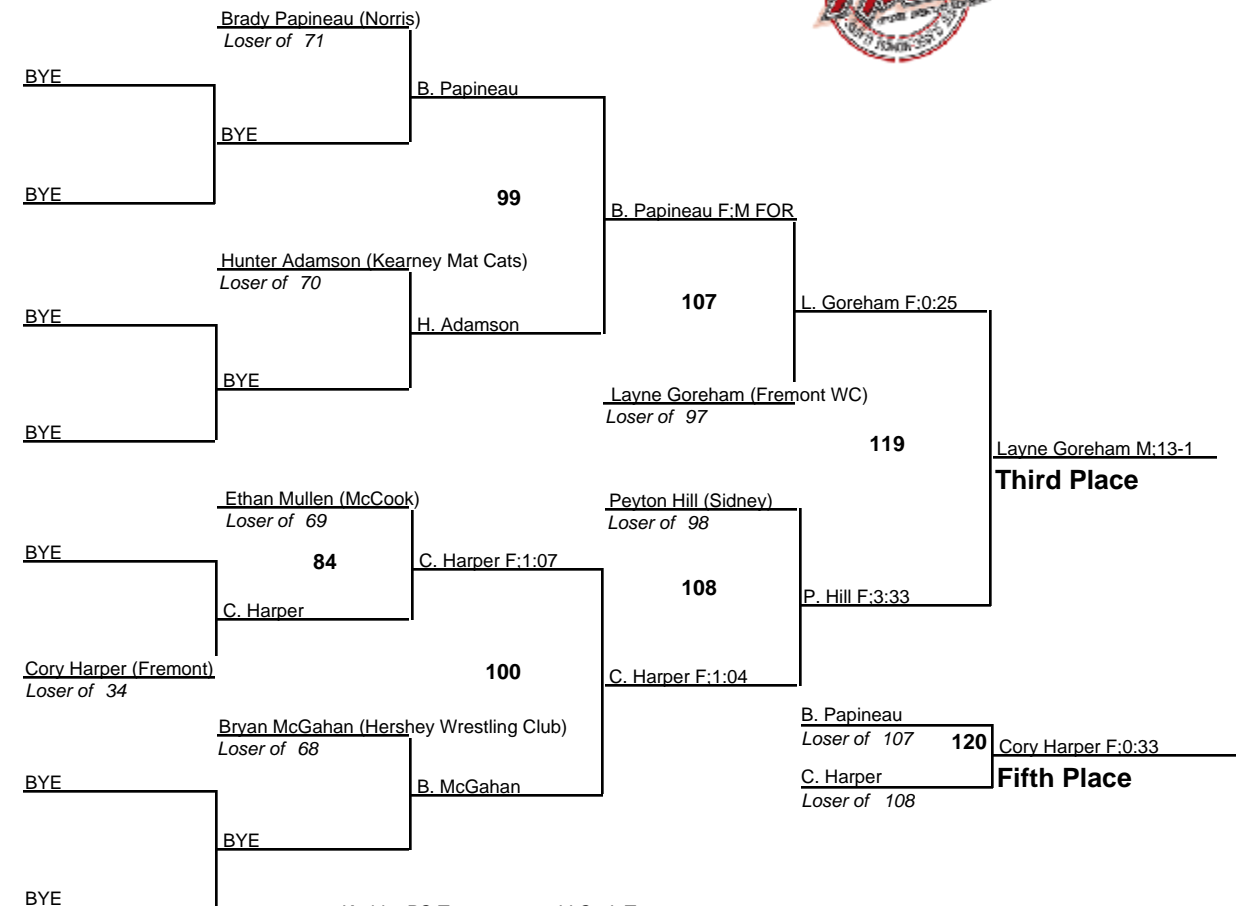 Brady Papineau (Norris)
Loser of 71
BYE
B. Papineau
BYE
BYE
99
B. Papineau F;M FOR
Hunter Adamson (Kearney Mat Cats)
Loser of 70
107
L. Goreham F;0:25
BYE
H. Adamson
BYE
Layne Goreham (Fremont WC)
Loser of 97
BYE
119
Layne Goreham M;13-1
Third Place
Ethan Mullen (McCook)
Loser of 69
Peyton Hill (Sidney)
Loser of 98
BYE
84
C. Harper F;1:07
108
C. Harper
P. Hill F;3:33
Cory Harper (Fremont)
Loser of 34
100
C. Harper F;1:04
Bryan McGahan (Hershey Wrestling Club)
Loser of 68
B. Papineau
Loser of 107
120
Cory Harper F;0:33
Fifth Place
BYE
B. McGahan
C. Harper
Loser of 108
BYE
BYE